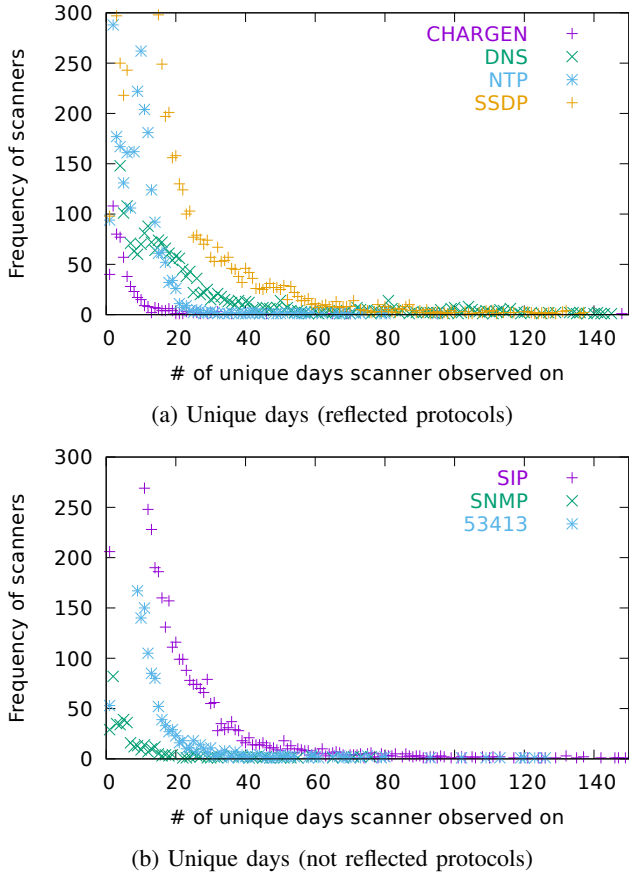 300
250
200
150
100
50
0
Frequency of scanners
CHARGEN
DNS
NTP
SSDP
0 20 40 60 80 100 120 140
# of unique days scanner observed on
(a) Unique days (reflected protocols)
300
250
200
150
100
50
0
Frequency of scanners
SIP
SNMP
53413
0 20 40 60 80 100 120 140
# of unique days scanner observed on
(b) Unique days (not reflected protocols)